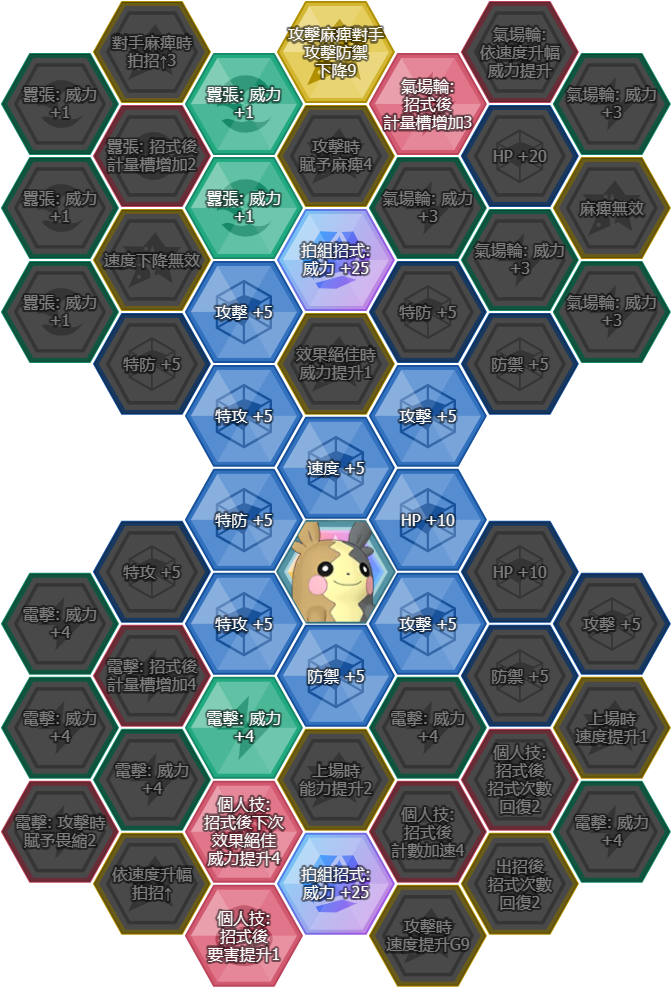 攻擊麻痺對手
攻擊防禦
下降9
對手麻痺時
拍招↑3
氣場輪:
依速度升幅
威力提升
囂張: 威力
+1
囂張: 威力
+1
氣場輪:
招式後
計量槽增加3
氣場輪: 威力
+3
囂張: 招式後
計量槽增加2
攻擊時
賦予麻痺4
HP +20
囂張: 威力
+1
囂張: 威力
+1
氣場輪: 威力
+3
麻痺無效
速度下降無效
拍組招式:
威力 +25
氣場輪: 威力
+3
囂張: 威力
+1
攻擊 +5
特防 +5
氣場輪: 威力
+3
特防 +5
效果絕佳時
威力提升1
防禦 +5
特攻 +5
攻擊 +5
速度 +5
特防 +5
HP +10
特攻 +5
HP +10
電擊: 威力
+4
特攻 +5
攻擊 +5
攻擊 +5
電擊: 招式後
計量槽增加4
防禦 +5
防禦 +5
電擊: 威力
+4
電擊: 威力
+4
電擊: 威力
+4
上場時
速度提升1
電擊: 威力
+4
上場時
能力提升2
個人技:
招式後
招式次數
回復2
電擊: 攻擊時
賦予畏縮2
個人技:
招式後下次
效果絕佳
威力提升4
個人技:
招式後
計數加速4
電擊: 威力
+4
依速度升幅
拍招↑
拍組招式:
威力 +25
出招後
招式次數
回復2
個人技:
招式後
要害提升1
攻擊時
速度提升G9